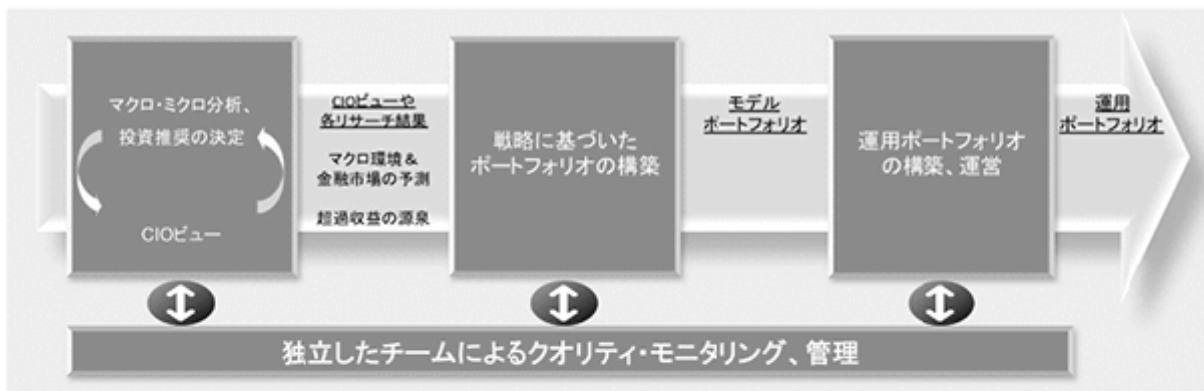 マクロ・ミクロ分析、
投資推奨の決定
CIOビュー
CIOビューや
各リサーチ結果
マクロ環境&
金融市場の予測
超過収益の源泉
戦略に基づいた
ポートフォリオの構築
モデル
ポートフォリオ
運用ポートフォリオ
の構築、運営
運用
ポートフォリオ
独立したチームによるクオリティ・モニタリング、管理